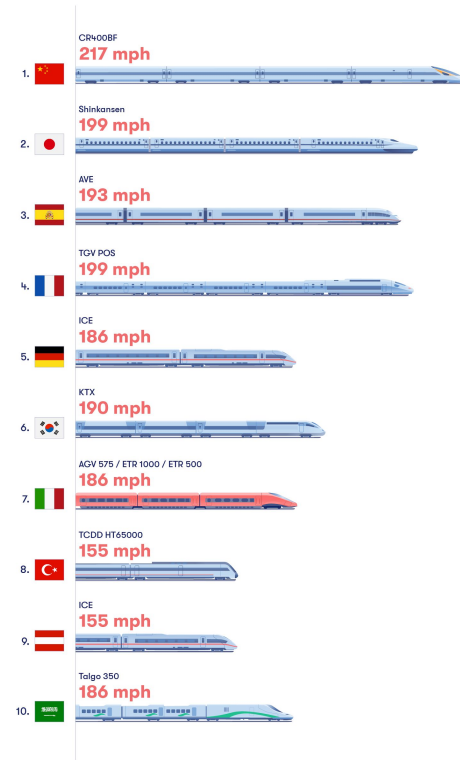 CR400BF
217 mph
1.
Shinkansen
199 mph
2.
AVE
193 mph
3.
TGV POS
199 mph
4.
ICE
186 mph
5.
KTX
190 mph
6.
AGV 575 / ETR 1000 / ETR 500
186 mph
7.
TCDD HT65000
155 mph
8.
ICE
155 mph
9.
Talgo 350
186 mph
10.